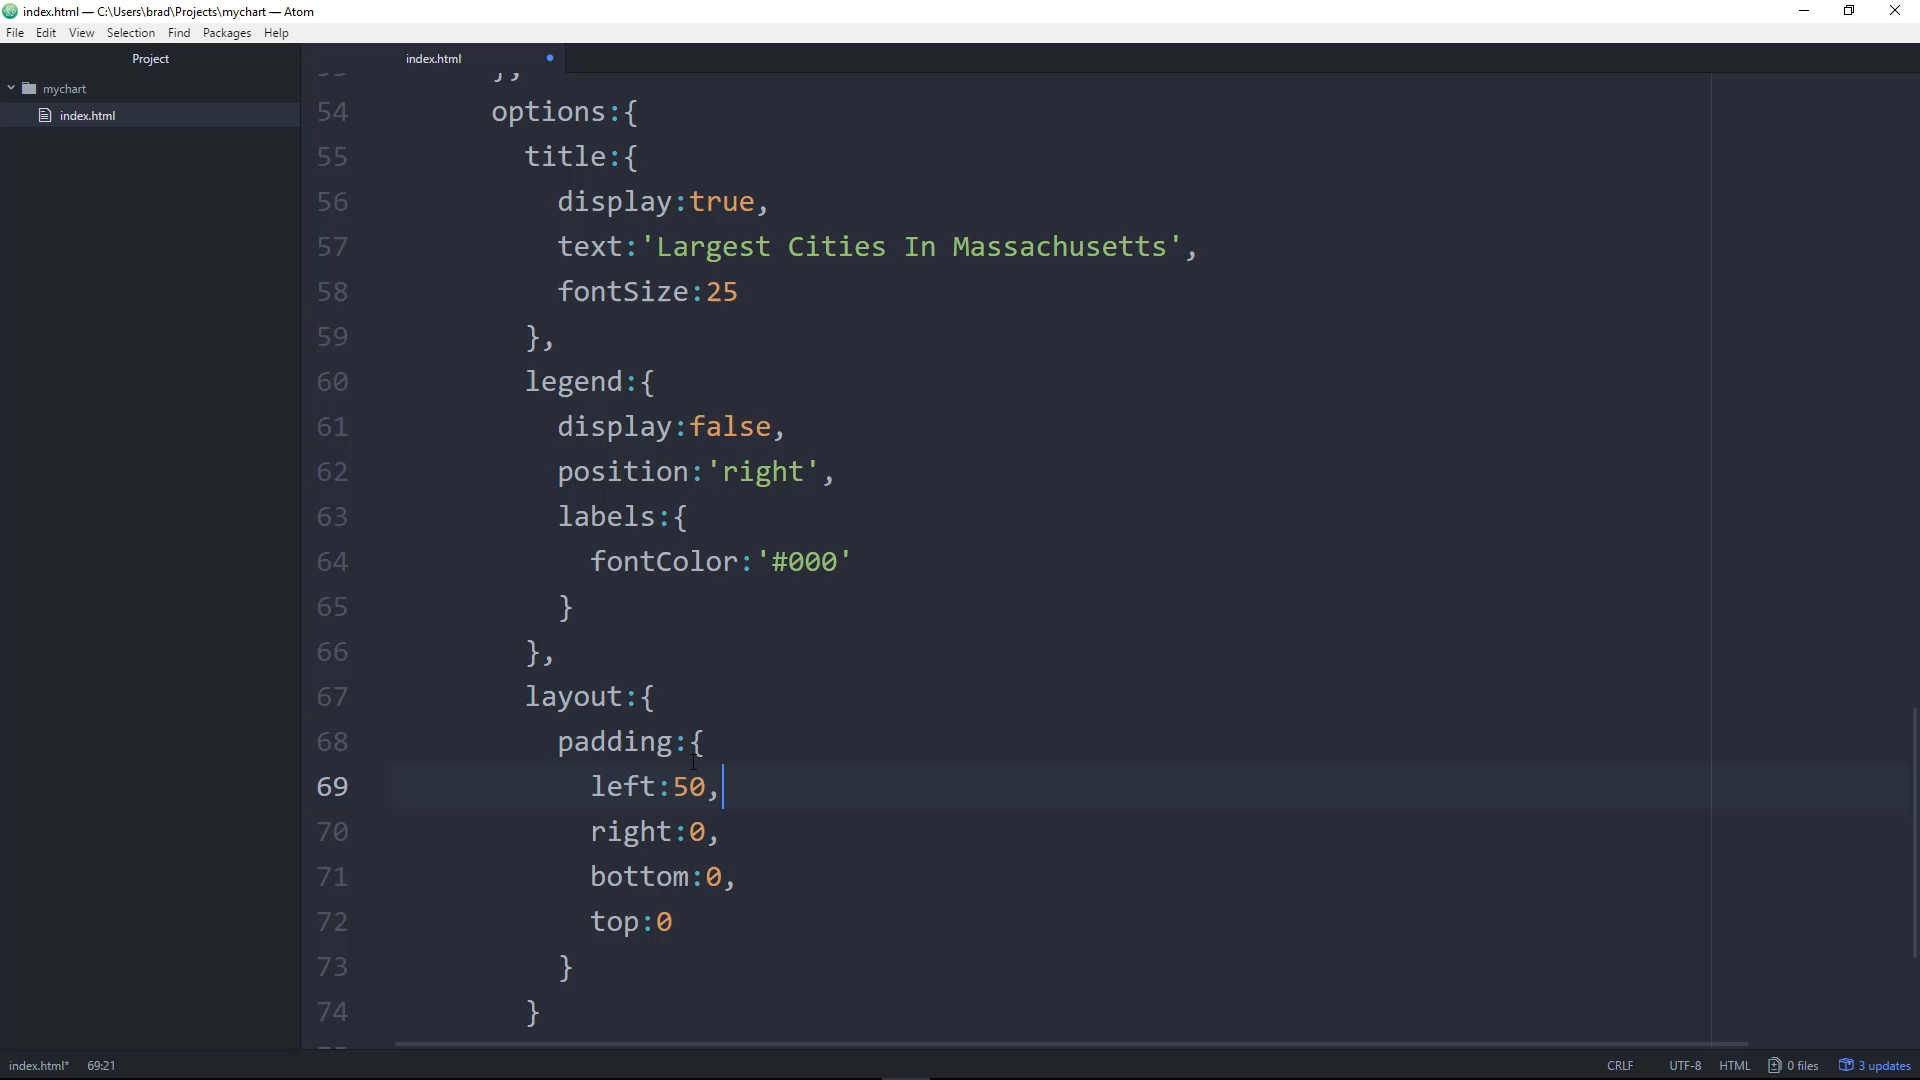 index.html — C:\Users\brad\Projects\mychart — Atom
File Edit View Selection Find Packages Help
Project
index.html
mychart
index.html
54 options:{
55 title:{
56 display:true,
57 text:'Largest Cities In Massachusetts',
58 fontSize:25
59 },
60 legend:{
61 display:false,
62 position:'right',
63 labels:{
64 fontColor:'#000'
65 }
66 },
67 layout:{
68 padding:{
69 left:50,
70 right:0,
71 bottom:0,
72 top:0
73 }
74 }
index.html* 69:21 CRLF UTF-8 HTML 0 files 3 updates